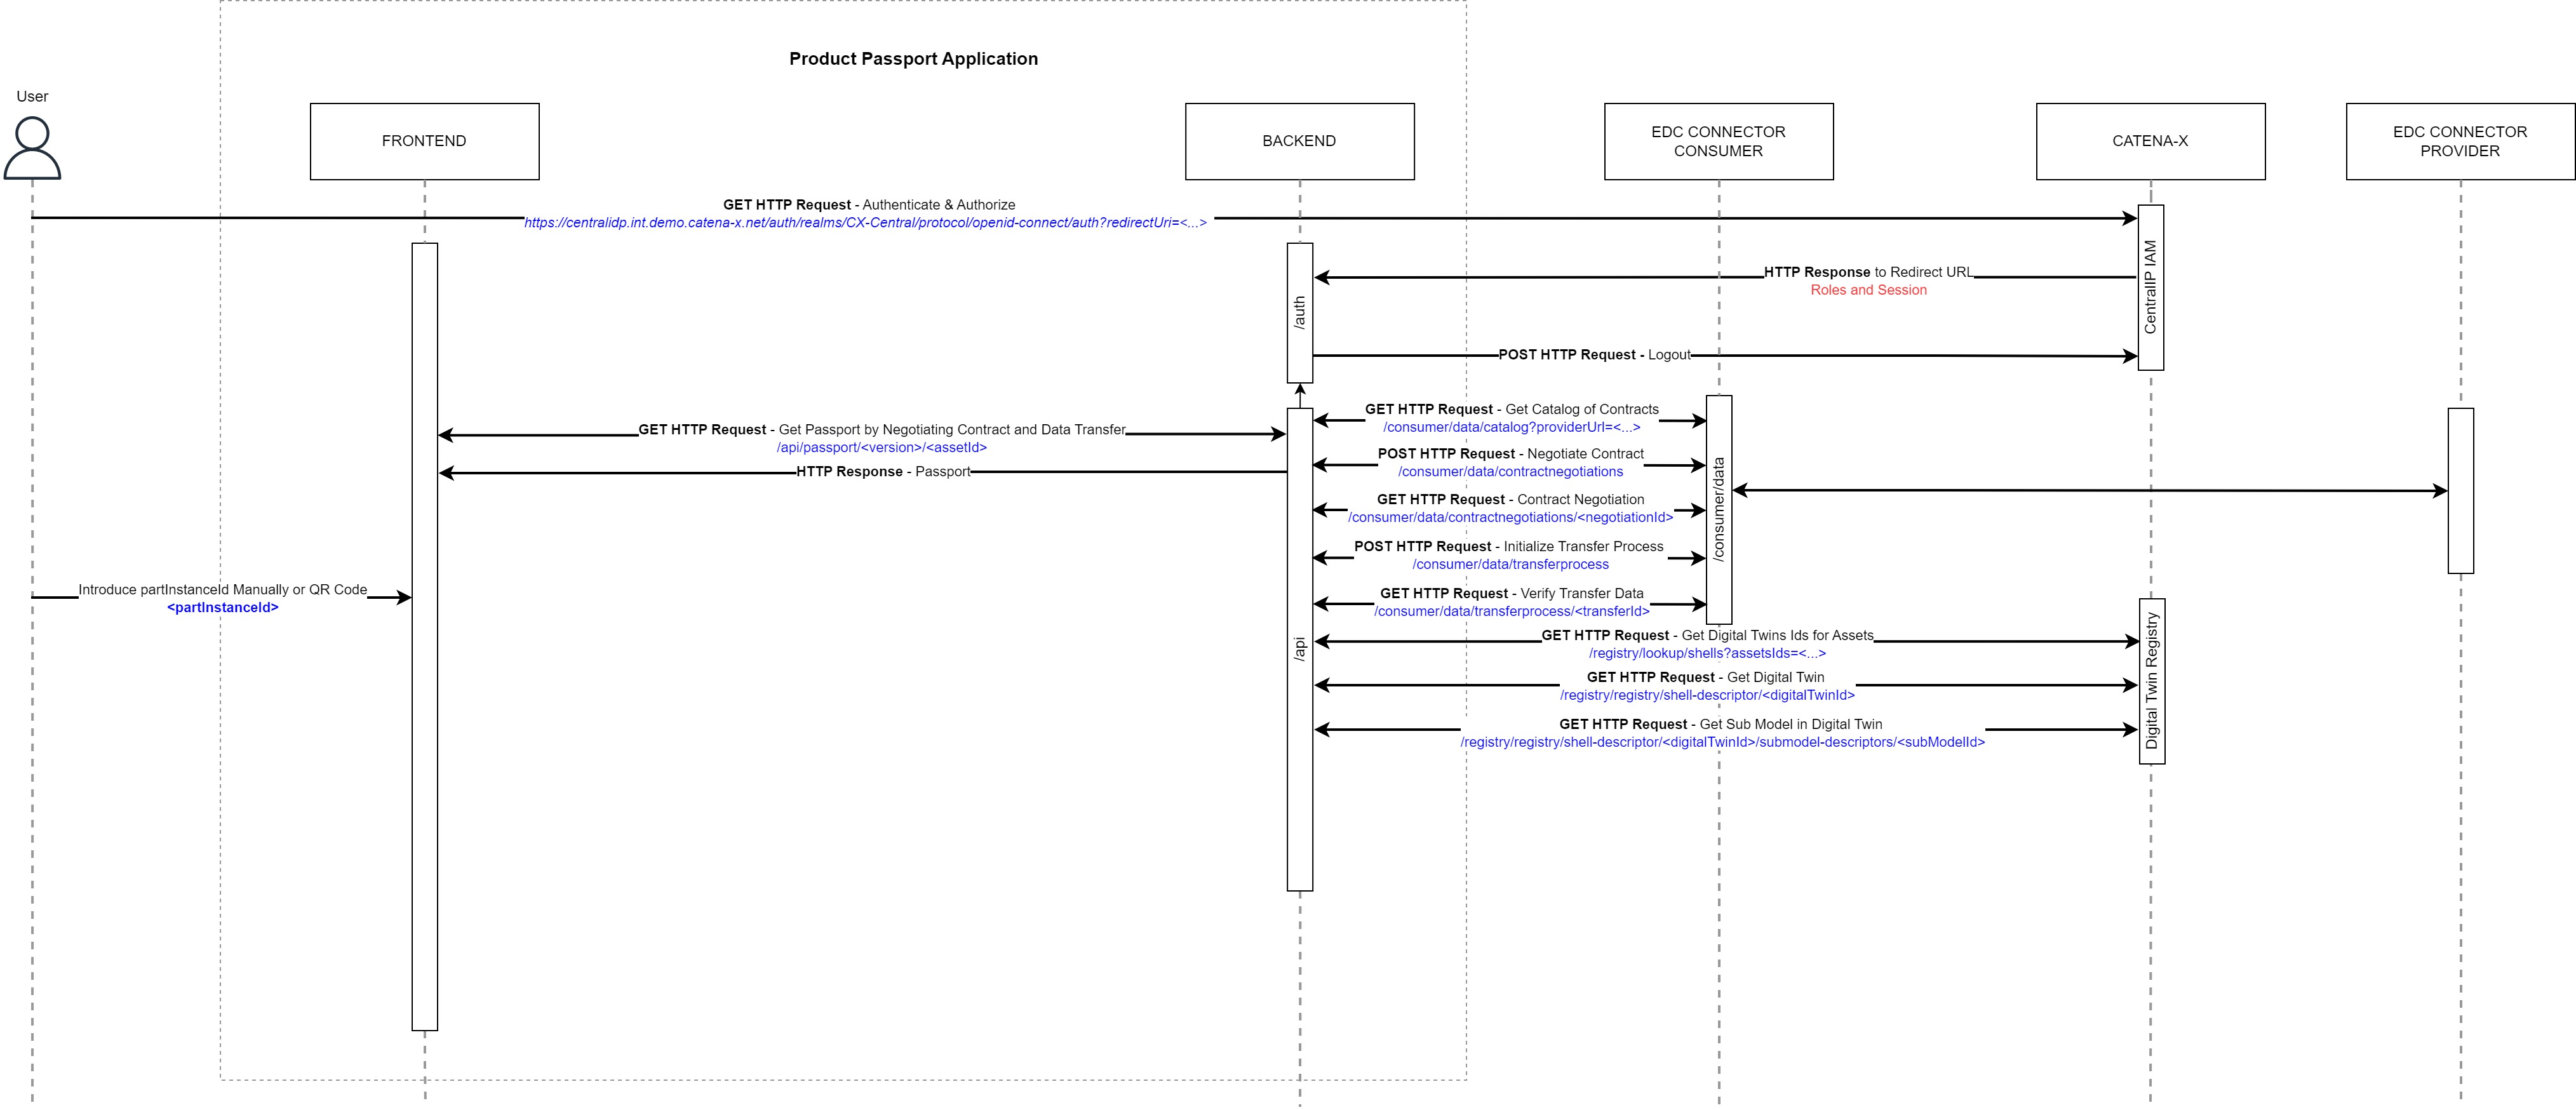 Product Passport Application
User
FRONTEND
BACKEND
EDC CONNECTOR
CONSUMER
CATENA-X
EDC CONNECTOR
PROVIDER
GET HTTP Request - Authenticate & Authorize
https://centralidp.int.demo.catena-x.net/auth/realms/CX-Central/protocol/openid-connect/auth?redirectUri=<...>
CentralIP IAM
HTTP Response to Redirect URL
Roles and Session
/auth
POST HTTP Request - Logout
GET HTTP Request - Get Catalog of Contracts
/consumer/data/catalog?providerUrl=<...>
GET HTTP Request - Get Passport by Negotiating Contract and Data Transfer
/api/passport/<version>/<assetId>
POST HTTP Request - Negotiate Contract
/consumer/data/contractnegotiations
HTTP Response - Passport
GET HTTP Request - Contract Negotiation
/consumer/data/contractnegotiations/<negotiationId>
/consumer/data
POST HTTP Request - Initialize Transfer Process
/consumer/data/transferprocess
Introduce partInstanceId Manually or QR Code
<partInstanceId>
GET HTTP Request - Verify Transfer Data
/consumer/data/transferprocess/<transferId>
/api
GET HTTP Request - Get Digital Twins Ids for Assets
/registry/lookup/shells?assetsIds=<...>
Digital Twin Registry
GET HTTP Request - Get Digital Twin
/registry/registry/shell-descriptor/<digitalTwinId>
GET HTTP Request - Get Sub Model in Digital Twin
/registry/registry/shell-descriptor/<digitalTwinId>/submodel-descriptors/<subModelId>